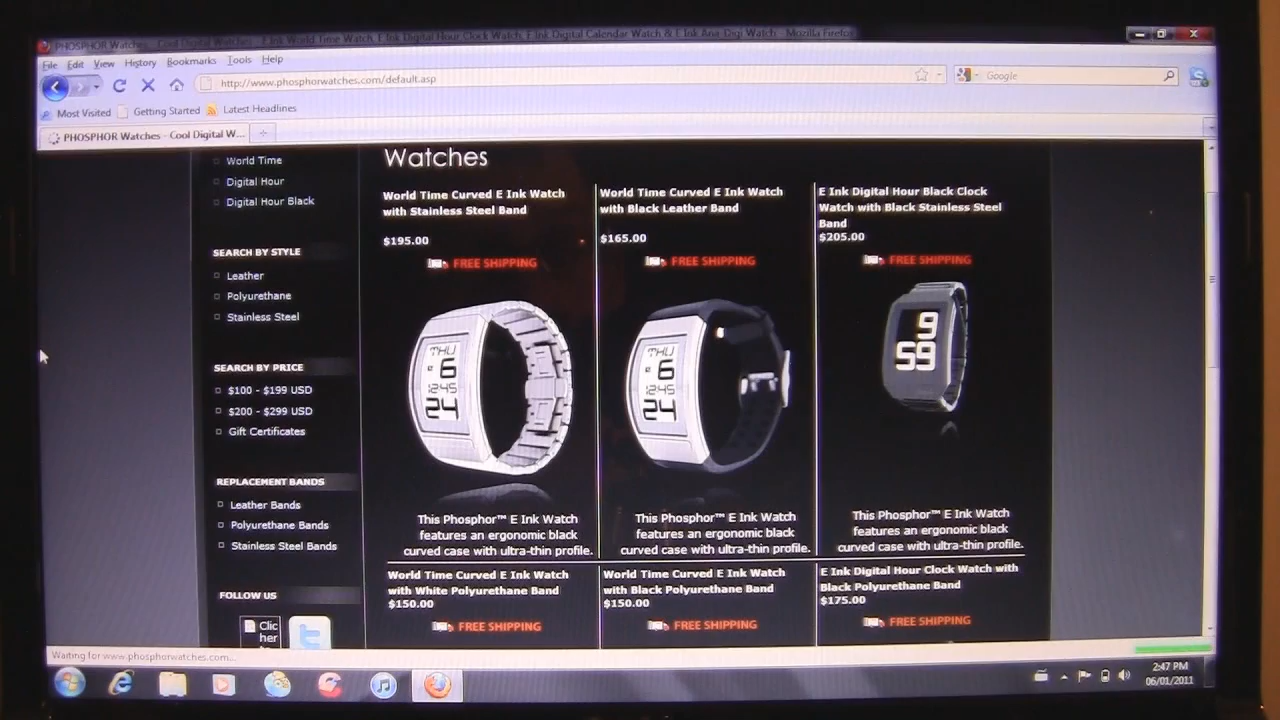 PHOSPHOR Watches - Cool Digital Watches - E Ink World Time Watch, E Ink Digital Hour Clock Watch, E Ink Digital Calendar Watch & E Ink Ana-Digi Watch - Mozilla Firefox
File Edit View History Bookmarks Tools Help
http://www.phosphorwatches.com/default.asp
Google
Most Visited Getting Started Latest Headlines
PHOSPHOR Watches - Cool Digital W...
World Time
Digital Hour
Digital Hour Black
SEARCH BY STYLE
Leather
Polyurethane
Stainless Steel
SEARCH BY PRICE
$100 - $199 USD
$200 - $299 USD
Gift Certificates
REPLACEMENT BANDS
Leather Bands
Polyurethane Bands
Stainless Steel Bands
FOLLOW US
Clic
her
Watches
World Time Curved E Ink Watch
with Stainless Steel Band
$195.00
FREE SHIPPING
THU
6
12:45
24
This Phosphor™ E Ink Watch
features an ergonomic black
curved case with ultra-thin profile.
World Time Curved E Ink Watch
with Black Leather Band
$165.00
FREE SHIPPING
THU
6
12:45
24
This Phosphor™ E Ink Watch
features an ergonomic black
curved case with ultra-thin profile.
E Ink Digital Hour Black Clock
Watch with Black Stainless Steel
Band
$205.00
FREE SHIPPING
9
59
This Phosphor™ E Ink Watch
features an ergonomic black
curved case with ultra-thin profile.
World Time Curved E Ink Watch
with White Polyurethane Band
$150.00
FREE SHIPPING
World Time Curved E Ink Watch
with Black Polyurethane Band
$150.00
FREE SHIPPING
E Ink Digital Hour Clock Watch with
Black Polyurethane Band
$175.00
FREE SHIPPING
Waiting for www.phosphorwatches.com...
2:47 PM
06/01/2011